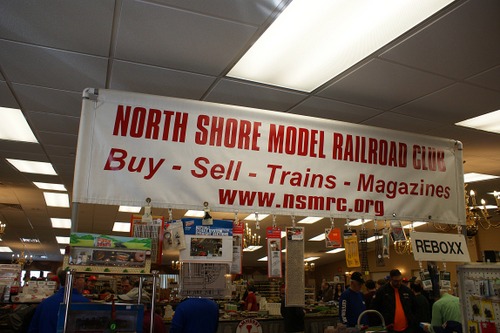 NORTH SHORE MODEL RAILROAD CLUB
Buy - Sell - Trains - Magazines
www.nsmrc.org
REBOXX